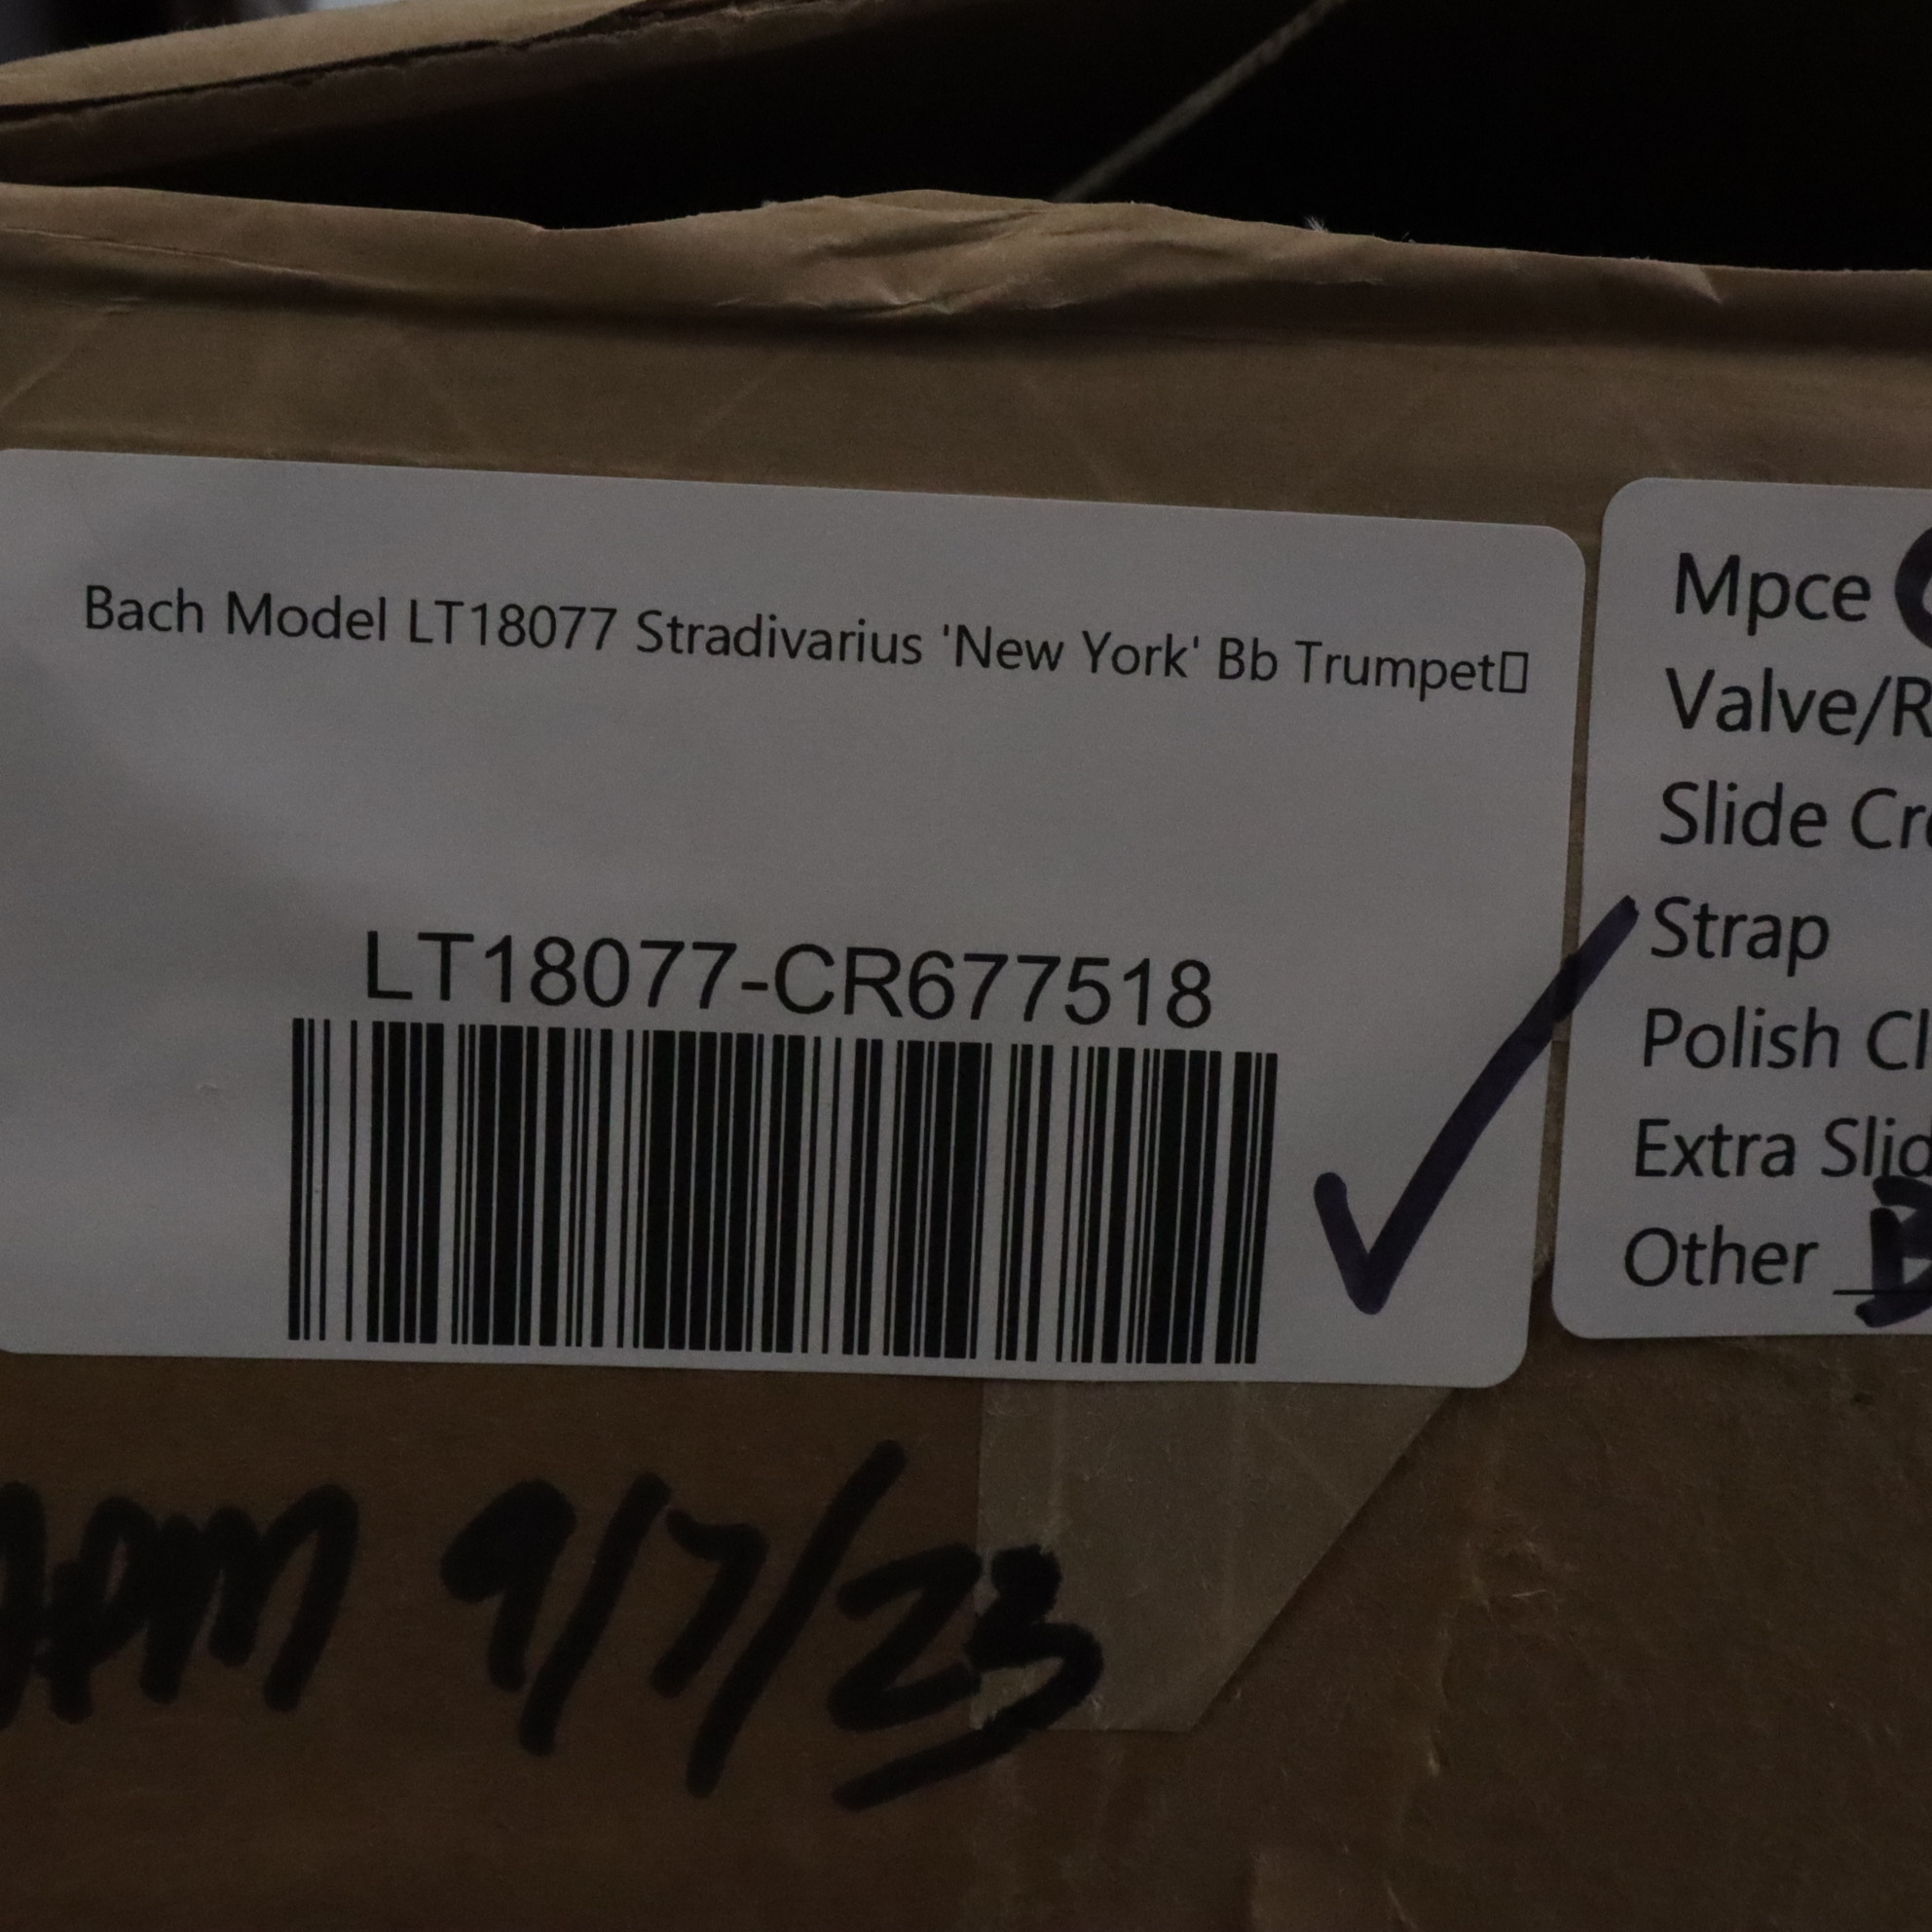 Bach Model LT18077 Stradivarius 'New York' Bb Trumpet▯
LT18077-CR677518
Mpce
Valve/R
Slide Cr
Strap
Polish Cl
Extra Slid
Other
9/7/23